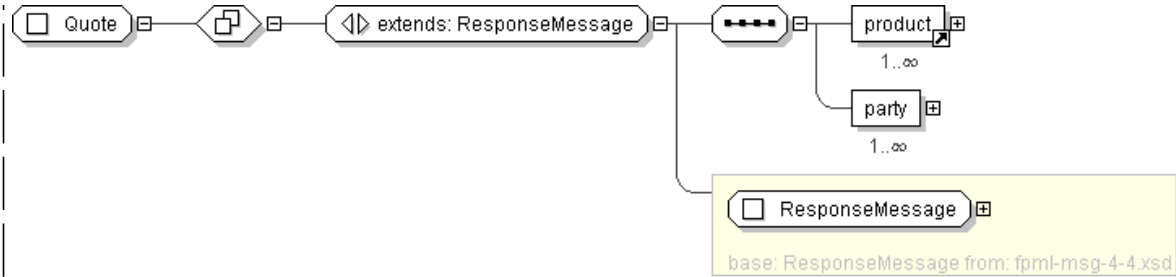 Quote
extends: ResponseMessage
product
1..∞
party
1..∞
ResponseMessage
base: ResponseMessage from: fpml-msg-4-4.xsd